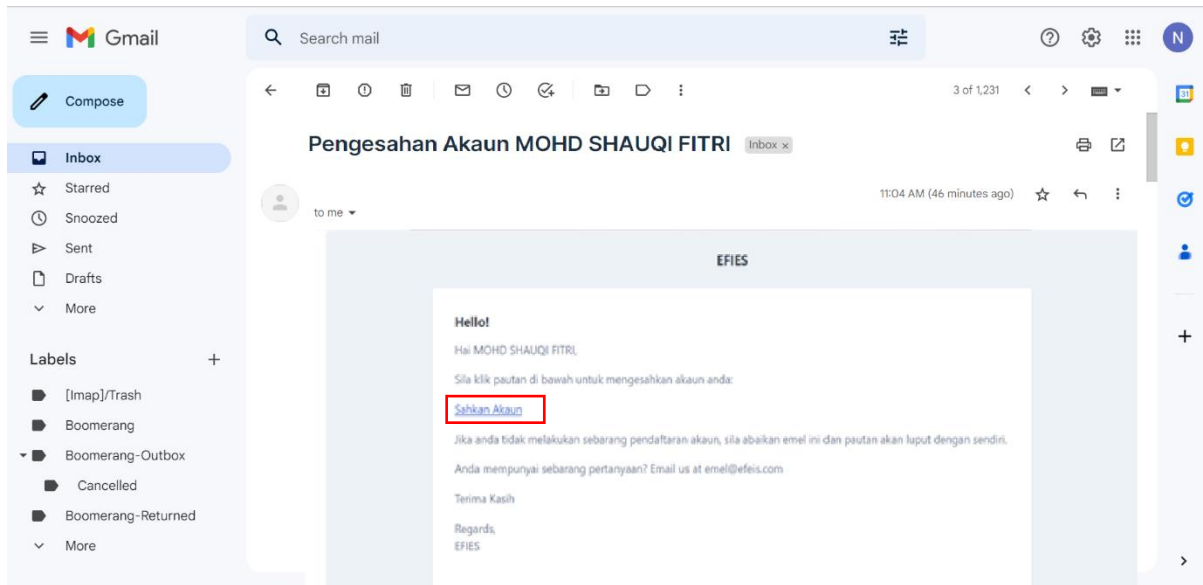 Gmail
Search mail
N
Compose
3 of 1,231
31
Pengesahan Akaun MOHD SHAUQI FITRI Inbox x
Inbox
Starred
11:04 AM (46 minutes ago)
to me
Snoozed
Sent
EFIES
Drafts
More
Hello!
Hai MOHD SHAUQI FITRI,
Labels
Sila klik pautan di bawah untuk mengesahkan akaun anda:
[Imap]/Trash
Sahkan Akaun
Boomerang
Jika anda tidak melakukan sebarang pendaftaran akaun, sila abaikan emel ini dan pautan akan luput dengan sendiri.
Boomerang-Outbox
Anda mempunyai sebarang pertanyaan? Email us at emel@efeis.com
Cancelled
Terima Kasih
Boomerang-Returned
Regards,
EFIES
More